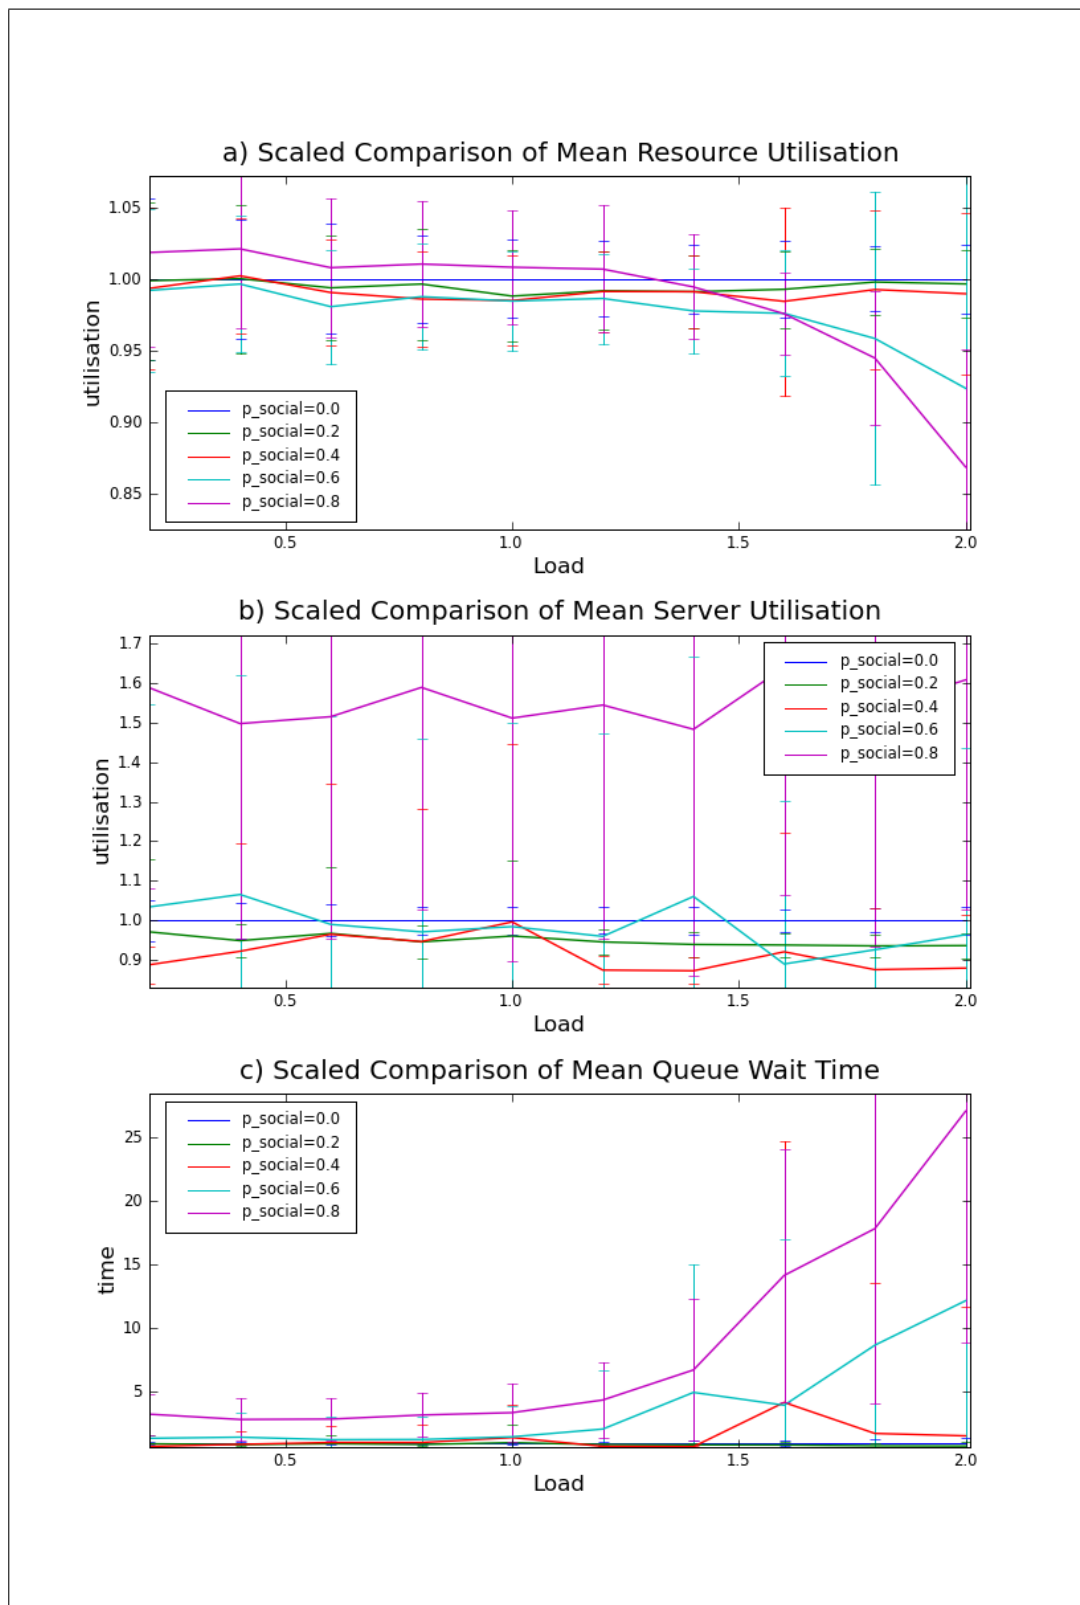 a) Scaled Comparison of Mean Resource Utilisation
1.05
1.00
0.95
0.90
0.85
utilisation
p_social=0.0
p_social=0.2
p_social=0.4
p_social=0.6
p_social=0.8
0.5
1.0
1.5
2.0
Load
b) Scaled Comparison of Mean Server Utilisation
1.7
1.6
1.5
1.4
1.3
1.2
1.1
1.0
0.9
utilisation
p_social=0.0
p_social=0.2
p_social=0.4
p_social=0.6
p_social=0.8
0.5
1.0
1.5
2.0
Load
c) Scaled Comparison of Mean Queue Wait Time
25
20
15
10
5
time
p_social=0.0
p_social=0.2
p_social=0.4
p_social=0.6
p_social=0.8
0.5
1.0
1.5
2.0
Load